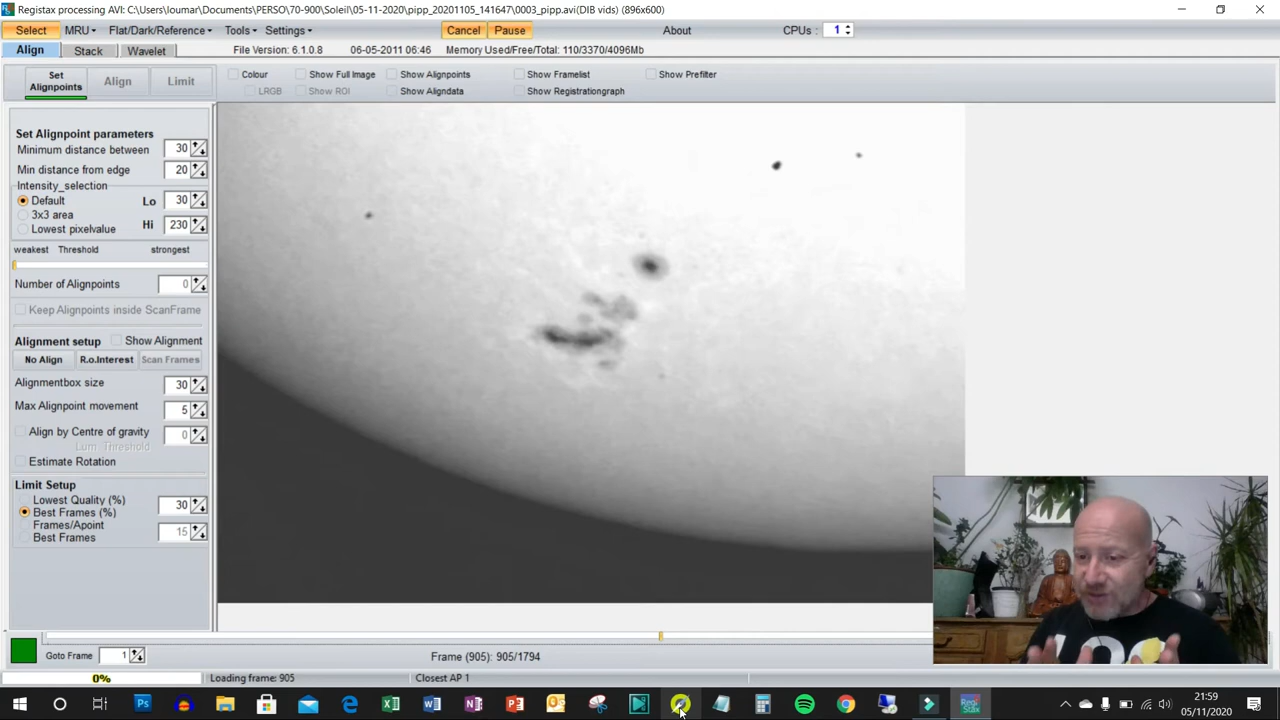 Registax processing AVI: C:\Users\loumar\Documents\PERSO\70-900\Soleil\05-11-2020\pipp_20201105_141647\0003_pipp.avi(DIB vids) (896x600)
Select MRU Flat/Dark/Reference Tools Settings Cancel Pause About CPUs: 1
Align Stack Wavelet File Version: 6.1.0.8 06-05-2011 06:46 Memory Used/Free/Total: 110/3370/4096Mb
Set Alignpoints Align Limit
Colour Show Full Image Show Alignpoints Show Framelist Show Prefilter
LRGB Show ROI Show Aligndata Show Registrationgraph
Set Alignpoint parameters
Minimum distance between 30
Min distance from edge 20
Intensity_selection
Default Lo 30
3x3 area
Hi 230
Lowest pixelvalue
weakest Threshold strongest
Number of Alignpoints 0
Keep Alignpoints inside ScanFrame
Alignment setup Show Alignment
No Align R.o.Interest Scan Frames
Alignmentbox size 30
Max Alignpoint movement 5
Align by Centre of gravity 0
Lum Threshold
Estimate Rotation
Limit Setup
Lowest Quality (%)
Best Frames (%) 30
Frames/Apoint
Best Frames 15
Goto Frame 1 Frame (905): 905/1794
0% Loading frame: 905 Closest AP 1
21:59
05/11/2020